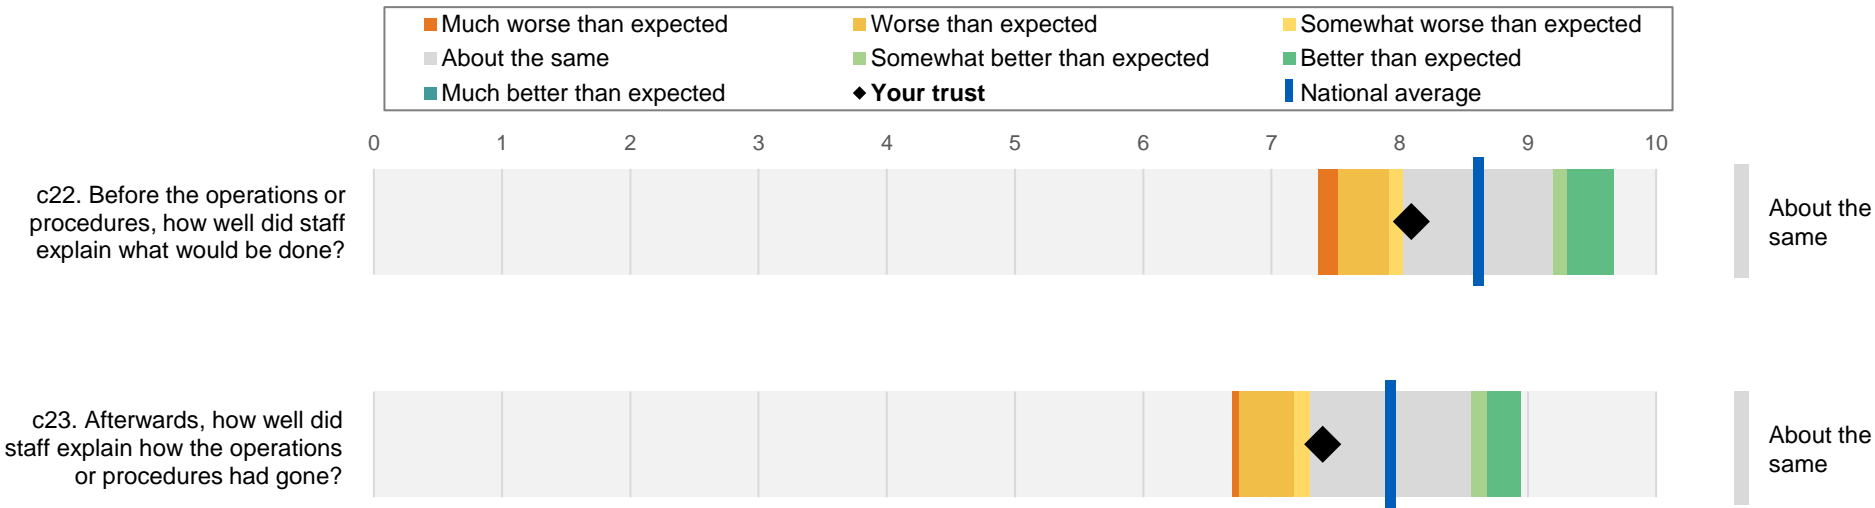 Much worse than expected
Worse than expected
Somewhat worse than expected
About the same
Somewhat better than expected
Better than expected
Much better than expected
Your trust
National average
0 1 2 3 4 5 6 7 8 9 10
c22. Before the operations or
procedures, how well did staff
explain what would be done?
About the
same
c23. Afterwards, how well did
staff explain how the operations
or procedures had gone?
About the
same